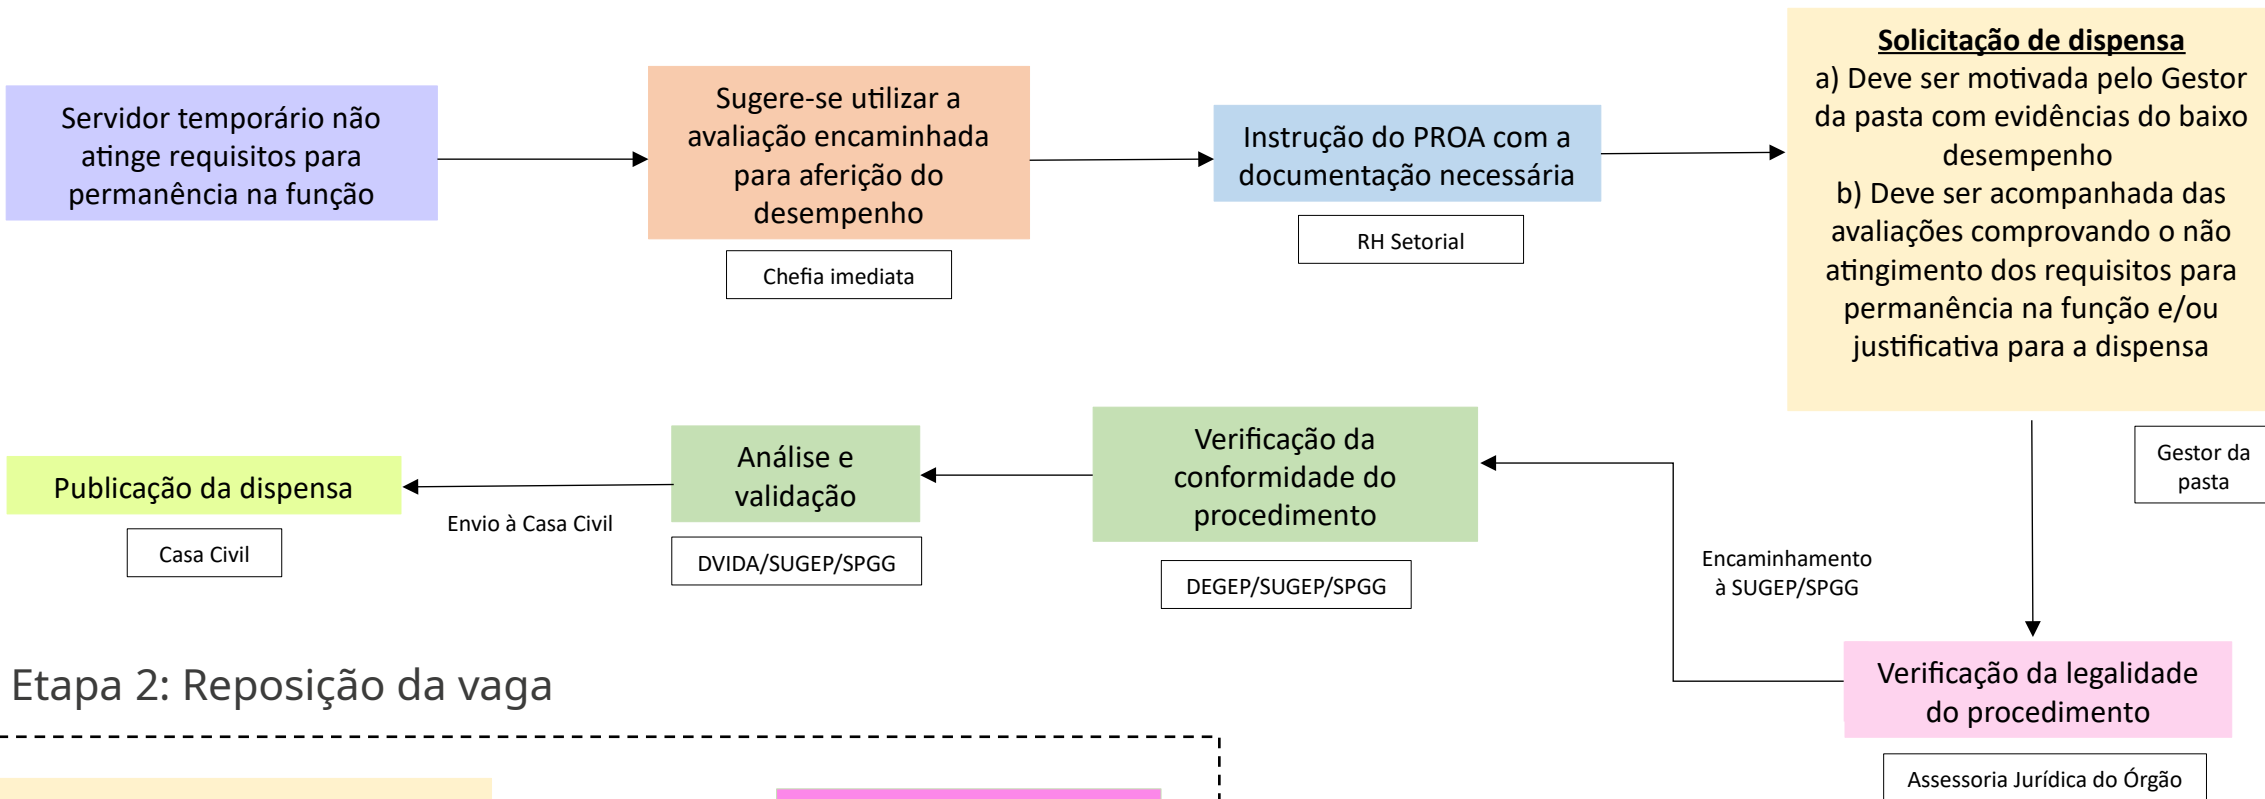 Servidor temporário não
atinge requisitos para
permanência na função
Sugere-se utilizar a
avaliação encaminhada
para aferição do
desempenho
Chefia imediata
Instrução do PROA com a
documentação necessária
RH Setorial
Solicitação de dispensa
a) Deve ser motivada pelo Gestor
da pasta com evidências do baixo
desempenho
b) Deve ser acompanhada das
avaliações comprovando o não
atingimento dos requisitos para
permanência na função e/ou
justificativa para a dispensa
Gestor da
pasta
Verificação da legalidade
do procedimento
Assessoria Jurídica do Órgão
Encaminhamento
à SUGEP/SPGG
Verificação da
conformidade do
procedimento
DEGEP/SUGEP/SPGG
Análise e
validação
DVIDA/SUGEP/SPGG
Envio à Casa Civil
Publicação da dispensa
Casa Civil
Etapa 2: Reposição da vaga